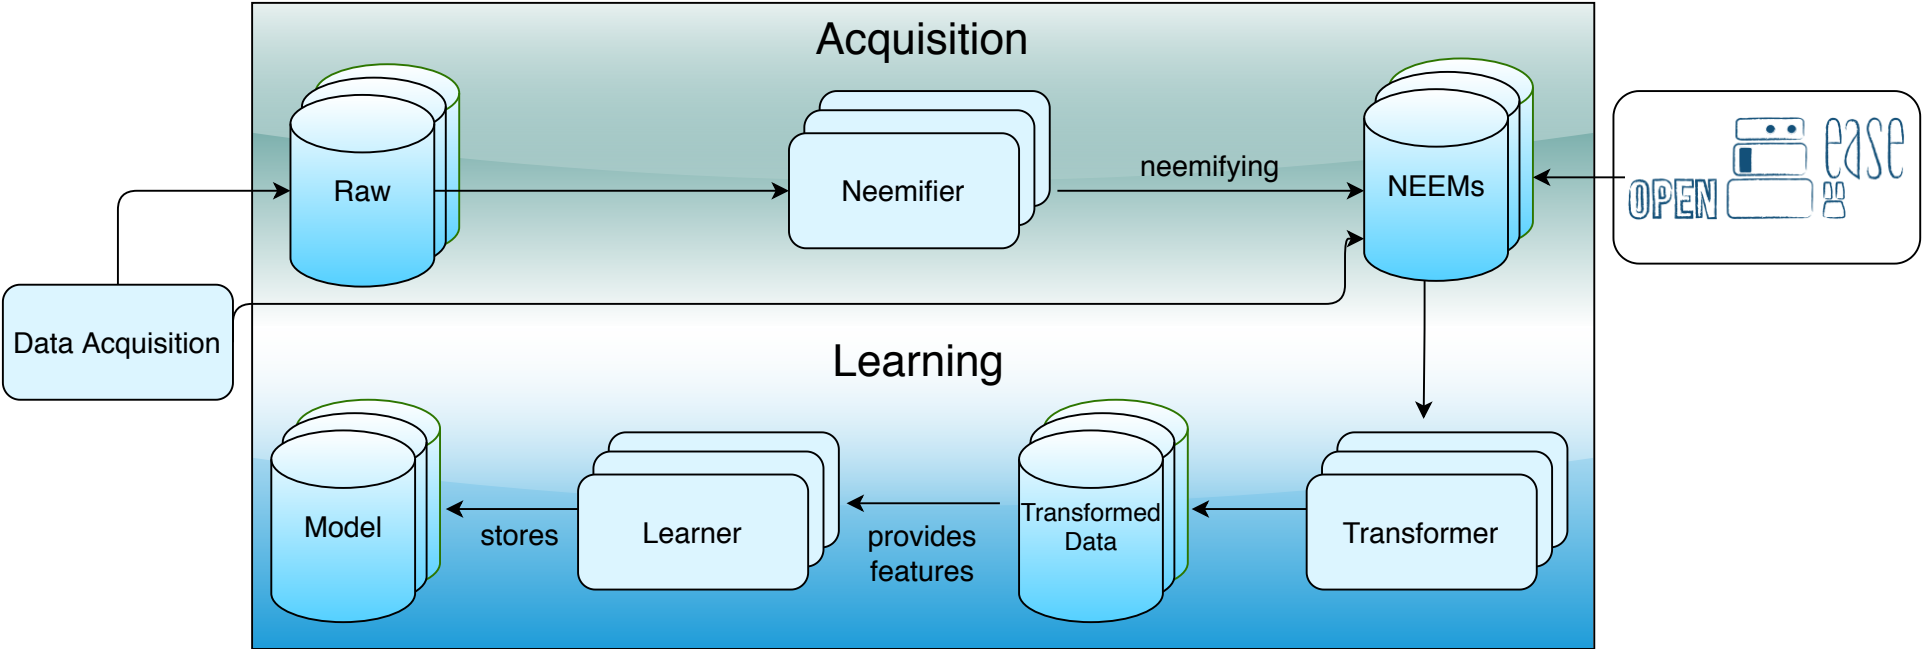 Acquisition
Raw
Neemifier
neemifying
NEEMs
OPEN ease
Data Acquisition
Learning
Model
stores
Learner
provides
features
Transformed
Data
Transformer